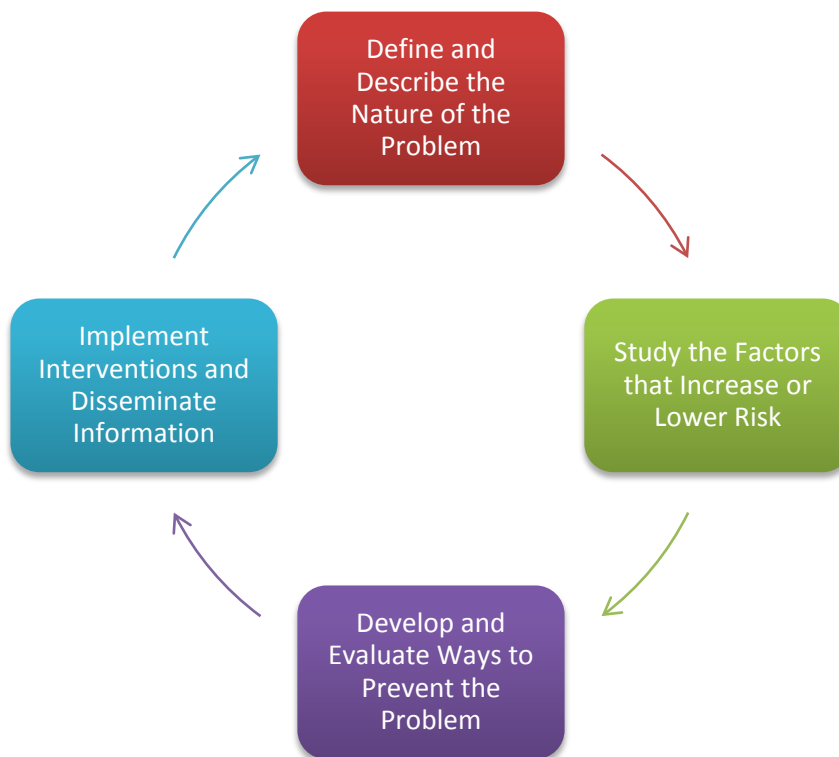 Define and
Describe the
Nature of the
Problem
Study the Factors
that Increase or
Lower Risk
Develop and
Evaluate Ways to
Prevent the
Problem
Implement
Interventions and
Disseminate
Information